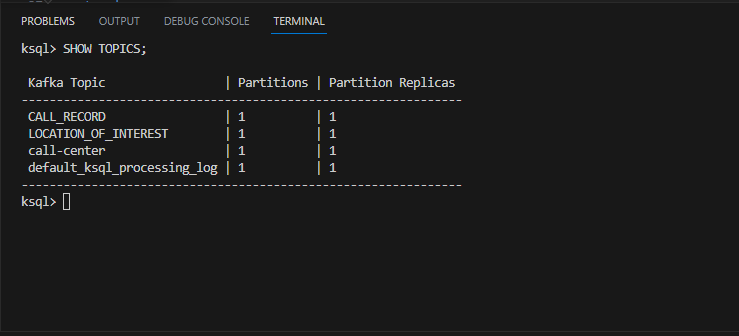 PROBLEMS OUTPUT DEBUG CONSOLE TERMINAL
ksql> SHOW TOPICS;
Kafka Topic | Partitions | Partition Replicas
---------------------------------------------------------------
CALL_RECORD | 1 | 1
LOCATION_OF_INTEREST | 1 | 1
call-center | 1 | 1
default_ksql_processing_log | 1 | 1
---------------------------------------------------------------
ksql>